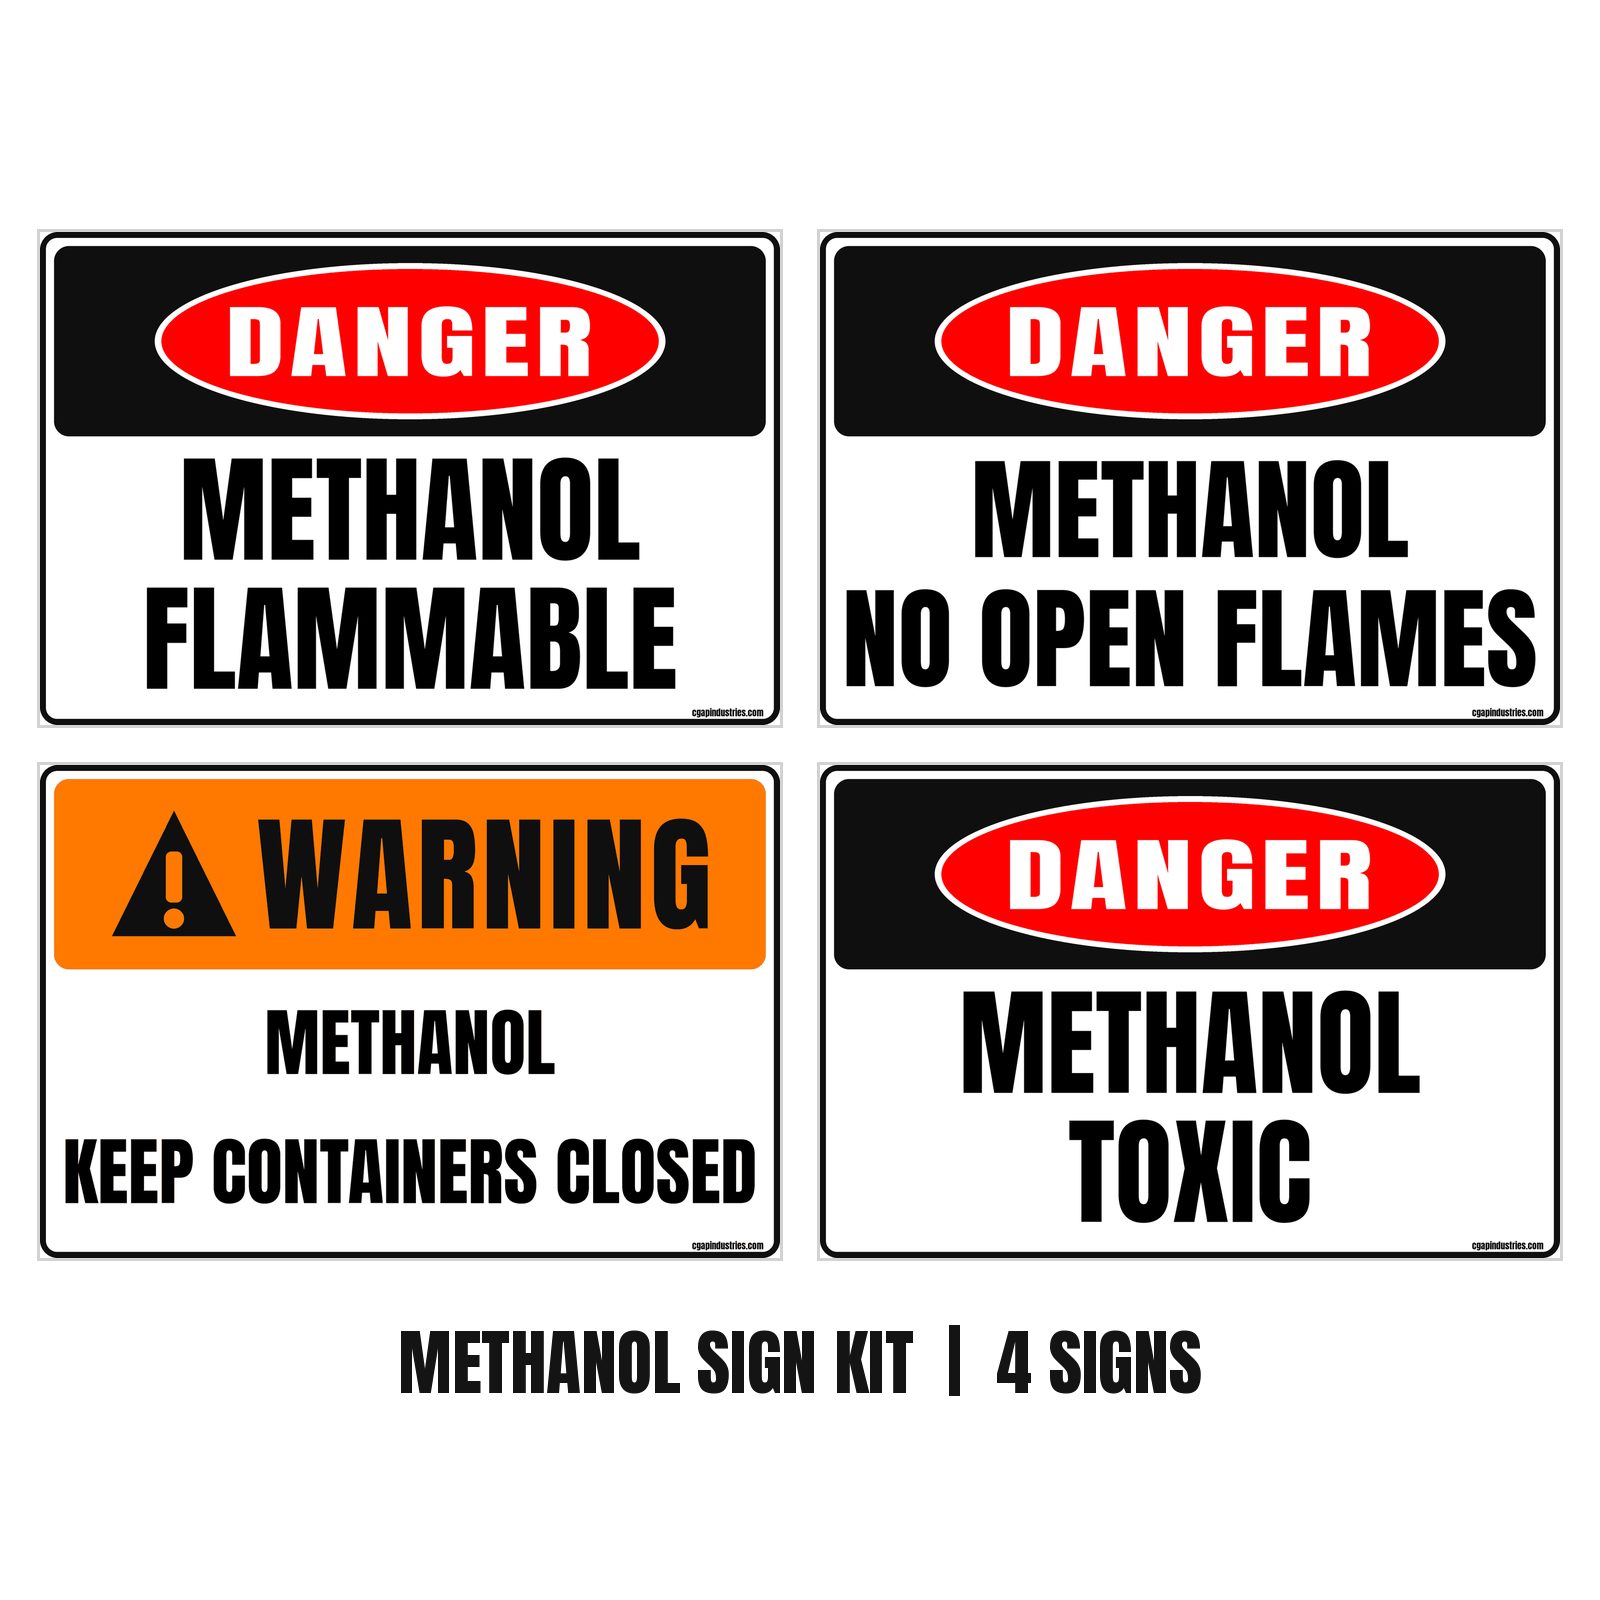 DANGER
METHANOL
FLAMMABLE
cgapindustries.com
DANGER
METHANOL
NO OPEN FLAMES
cgapindustries.com
WARNING
METHANOL
KEEP CONTAINERS CLOSED
cgapindustries.com
DANGER
METHANOL
TOXIC
cgapindustries.com
METHANOL SIGN KIT | 4 SIGNS